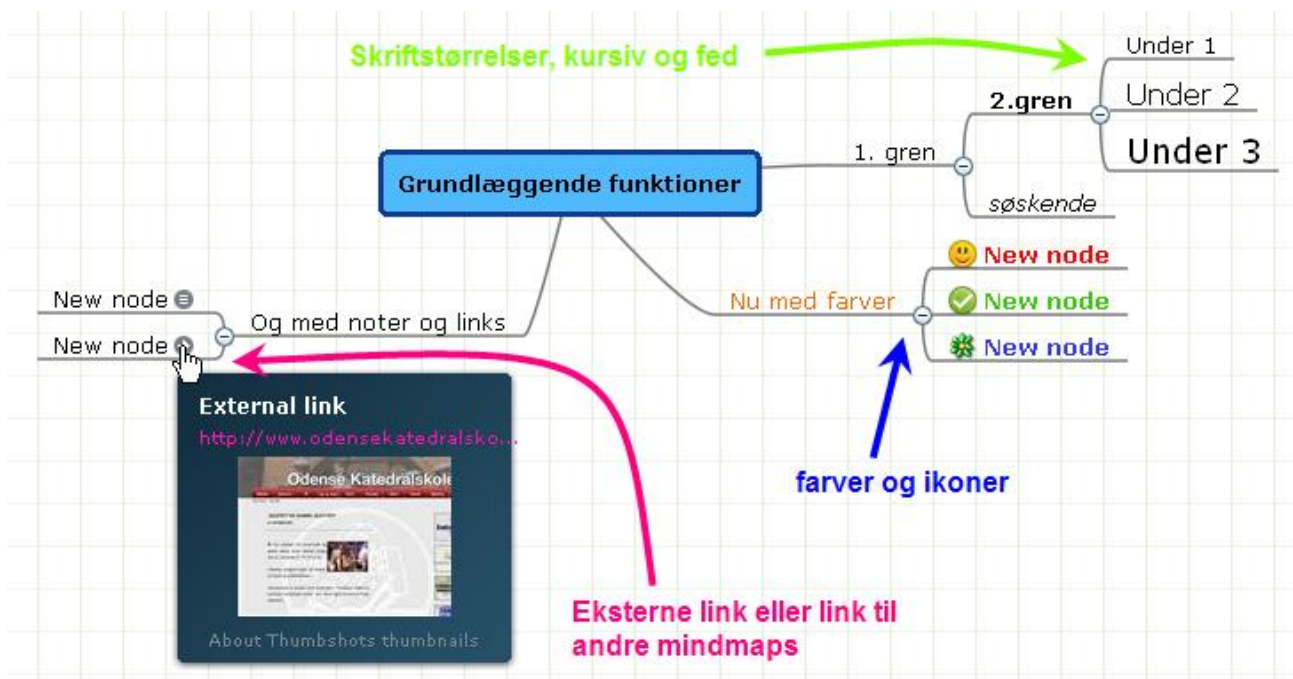 Skriftstørrelser, kursiv og fed
Under 1
Under 2
2.gren
Under 3
1. gren
Grundlæggende funktioner
søskende
New node
New node
New node
Nu med farver
New node
New node
Og med noter og links
External link
http://www.odensekatedralsko...
Odense Katedralskole
About Thumbshots thumbnails
farver og ikoner
Eksterne link eller link til
andre mindmaps